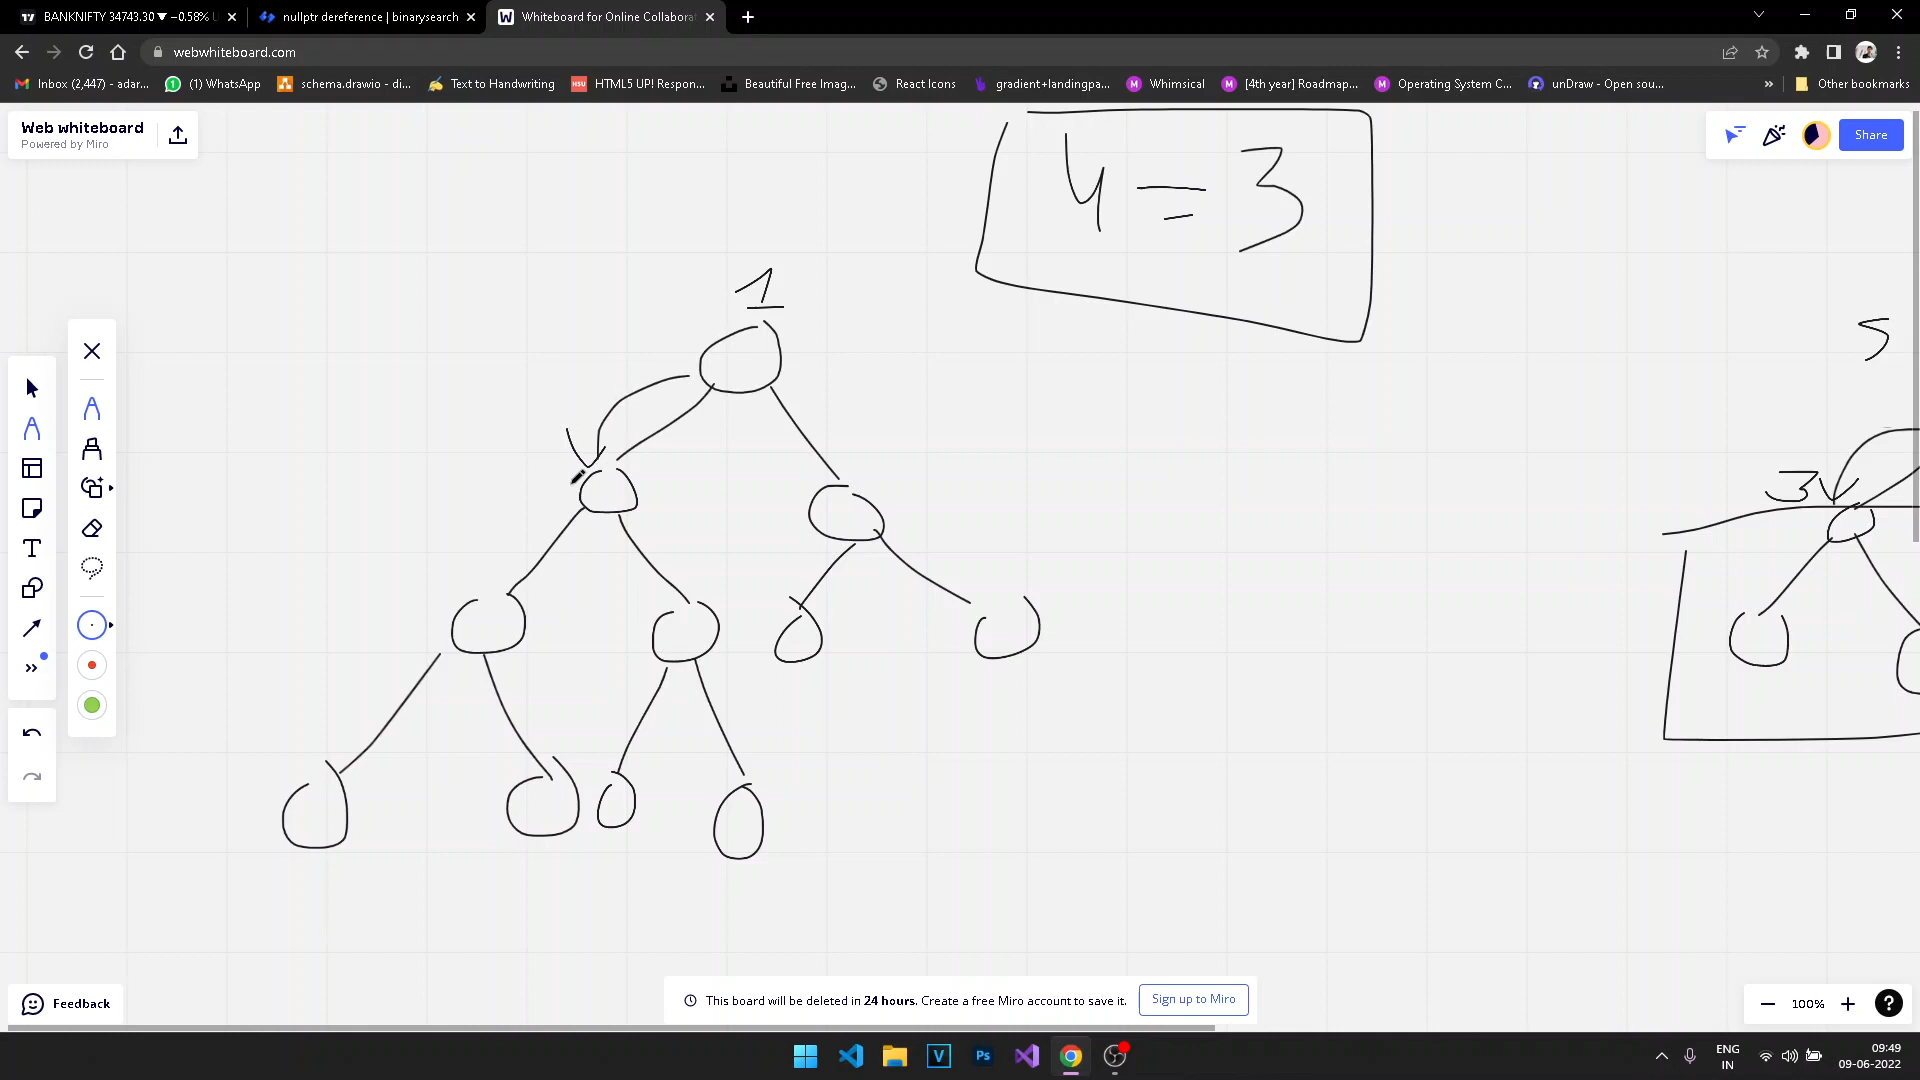 BANKNIFTY 34743.30 ▼ −0.58%
nullptr dereference | binarysearch
Whiteboard for Online Collabora
webwhiteboard.com
Inbox (2,447) - adar...
(1) WhatsApp
schema.drawio - di...
Text to Handwriting
HTML5 UP! Respon...
Beautiful Free Imag...
React Icons
gradient+landingpa...
Whimsical
[4th year] Roadmap...
Operating System C...
unDraw - Open sou...
Other bookmarks
Web whiteboard
Powered by Miro
Share
4 = 3
1
5
3
Feedback
This board will be deleted in 24 hours. Create a free Miro account to save it.
Sign up to Miro
100%
ENG
IN
09:49
09-06-2022